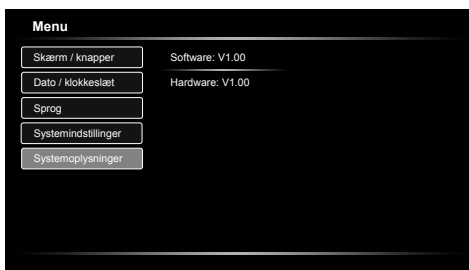 Menu
Skærm / knapper
Software: V1.00
Dato / klokkeslæt
Hardware: V1.00
Sprog
Systemindstillinger
Systemoplysninger